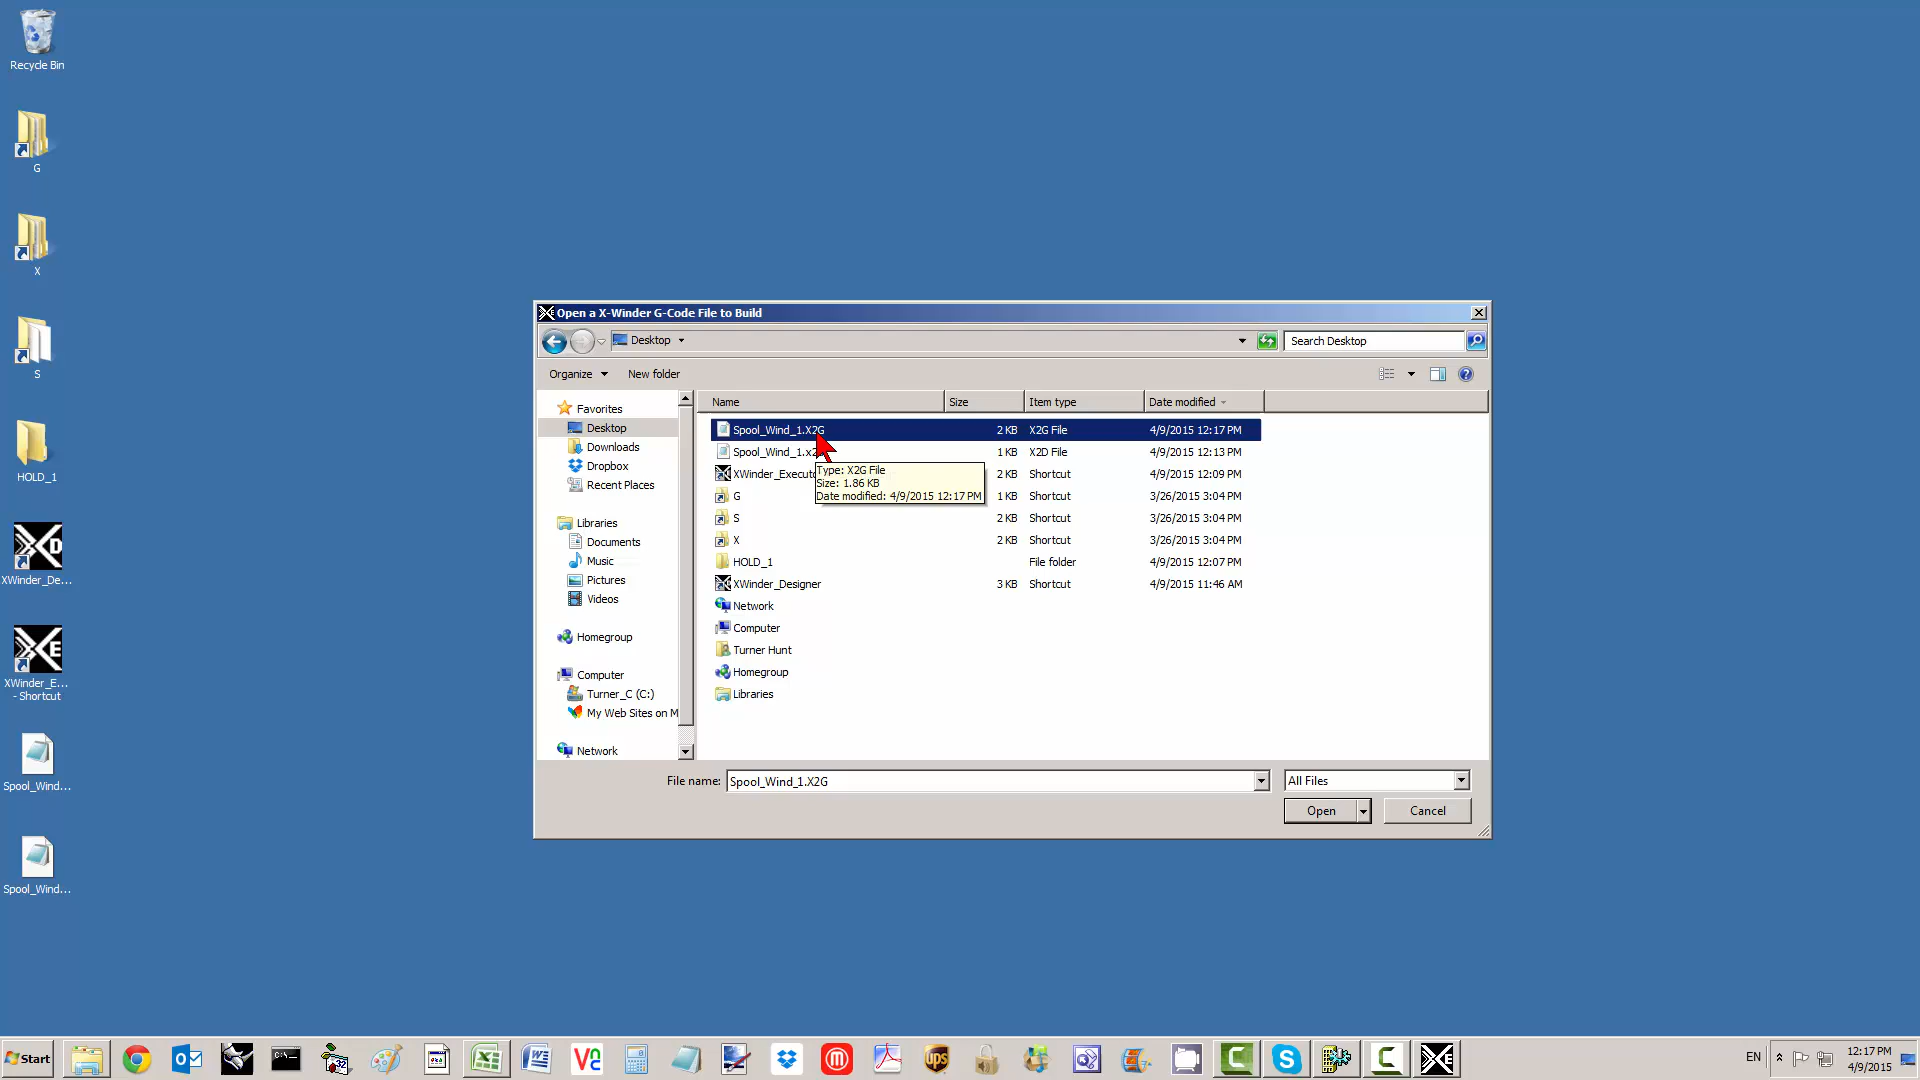 Recycle Bin
G
X
S
HOLD_1
XWinder_De...
XWinder_E...
- Shortcut
Spool_Wind...
Spool_Wind...
Open a X-Winder G-Code File to Build
Desktop
Search Desktop
Organize
New folder
Favorites
Desktop
Downloads
Dropbox
Recent Places
Libraries
Documents
Music
Pictures
Videos
Homegroup
Computer
Turner_C (C:)
My Web Sites on M
Network
Name Size Item type Date modified
Spool_Wind_1.X2G 2 KB X2G File 4/9/2015 12:17 PM
Spool_Wind_1.x2 1 KB X2D File 4/9/2015 12:13 PM
XWinder_Execut 2 KB Shortcut 4/9/2015 12:09 PM
G 1 KB Shortcut 3/26/2015 3:04 PM
S 2 KB Shortcut 3/26/2015 3:04 PM
X 2 KB Shortcut 3/26/2015 3:04 PM
HOLD_1 File folder 4/9/2015 12:07 PM
XWinder_Designer 3 KB Shortcut 4/9/2015 11:46 AM
Network
Computer
Turner Hunt
Homegroup
Libraries
Type: X2G File
Size: 1.86 KB
Date modified: 4/9/2015 12:17 PM
File name: Spool_Wind_1.X2G
All Files
Open
Cancel
Start
EN
12:17 PM
4/9/2015